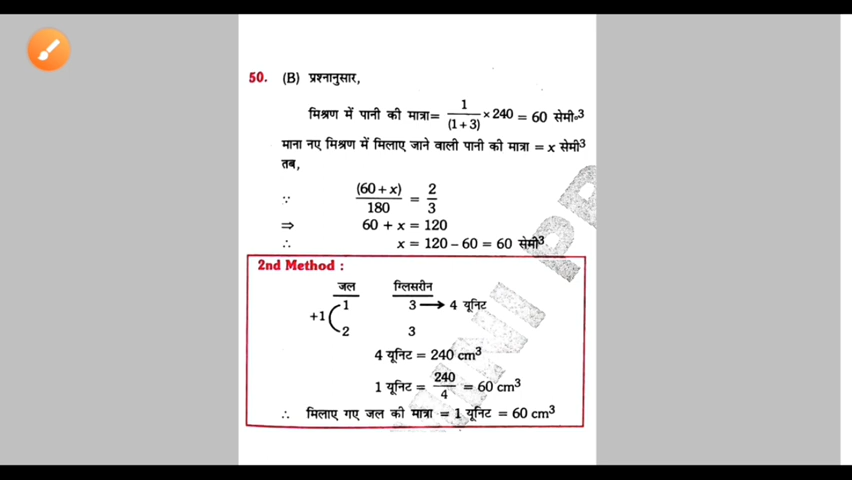 50. (B) प्रश्नानुसार,
मिश्रण में पानी की मात्रा= 1/(1+3) × 240 = 60 सेमी॰3
माना नए मिश्रण में मिलाए जाने वाली पानी की मात्रा = x सेमी³
तब,
∵ (60+x)/180 = 2/3
⇒ 60 + x = 120
∴ x = 120 – 60 = 60 सेमी³
2nd Method :
जल ग्लिसरीन
+1 1 3 → 4 यूनिट
2 3
4 यूनिट = 240 cm³
1 यूनिट = 240/4 = 60 cm³
∴ मिलाए गए जल की मात्रा = 1 यूनिट = 60 cm³